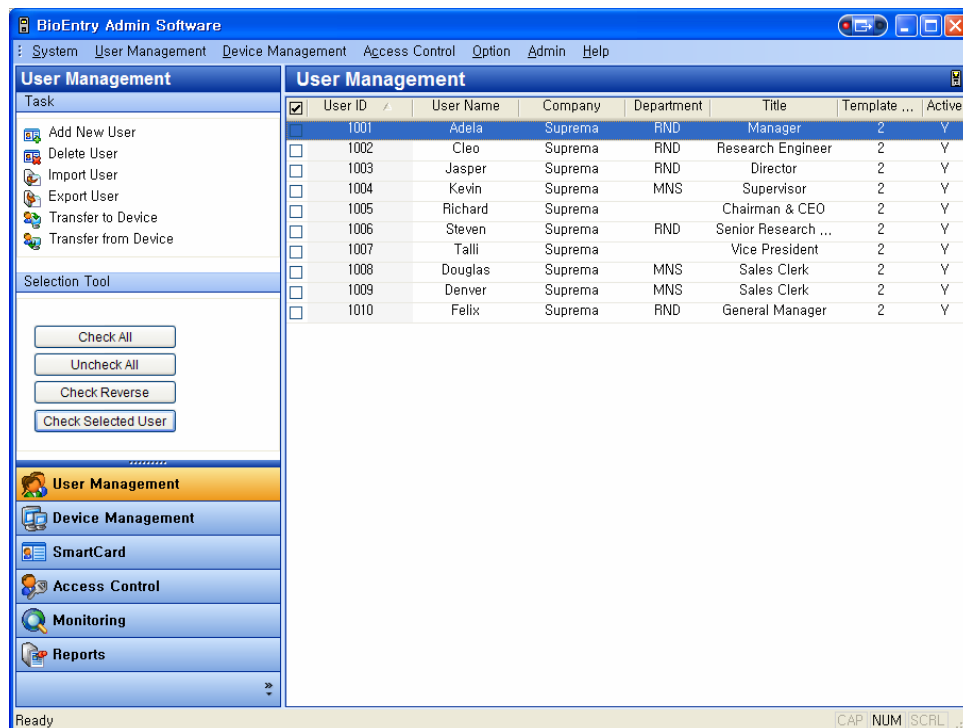 BioEntry Admin Software
System User Management Device Management Access Control Option Admin Help
User Management
Task
Add New User
Delete User
Import User
Export User
Transfer to Device
Transfer from Device
Selection Tool
Check All
Uncheck All
Check Reverse
Check Selected User
User Management
Device Management
SmartCard
Access Control
Monitoring
Reports
User Management
User ID User Name Company Department Title Template ... Active
1001 Adela Suprema RND Manager 2 Y
1002 Cleo Suprema RND Research Engineer 2 Y
1003 Jasper Suprema RND Director 2 Y
1004 Kevin Suprema MNS Supervisor 2 Y
1005 Richard Suprema Chairman & CEO 2 Y
1006 Steven Suprema RND Senior Research ... 2 Y
1007 Talli Suprema Vice President 2 Y
1008 Douglas Suprema MNS Sales Clerk 2 Y
1009 Denver Suprema MNS Sales Clerk 2 Y
1010 Felix Suprema RND General Manager 2 Y
Ready CAP NUM SCRL